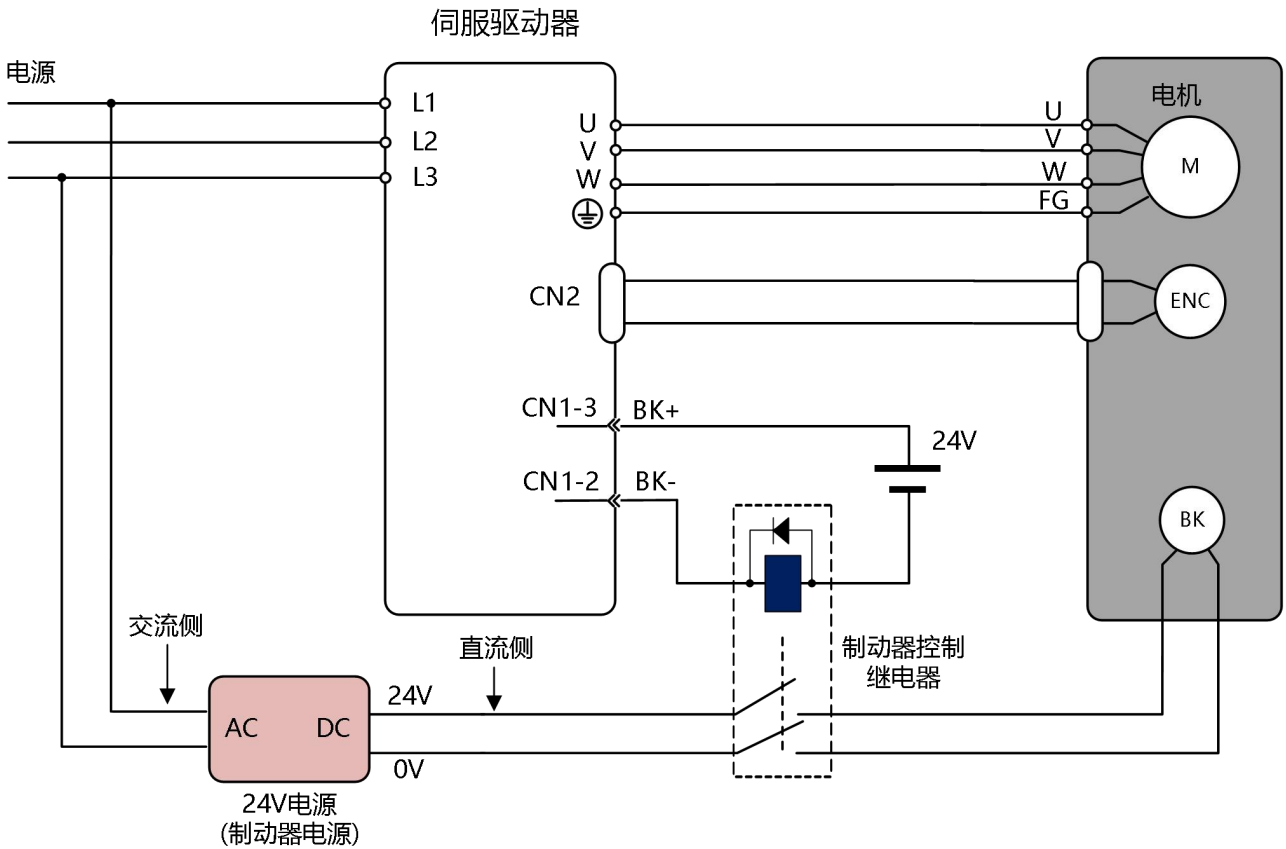 伺服驱动器
电源
电机
L1
L2
L3
U
V
W
U
V
W
FG
M
CN2
ENC
CN1-3
BK+
24V
CN1-2
BK-
BK
交流侧
直流侧
制动器控制
继电器
24V
AC
DC
0V
24V电源
(制动器电源)